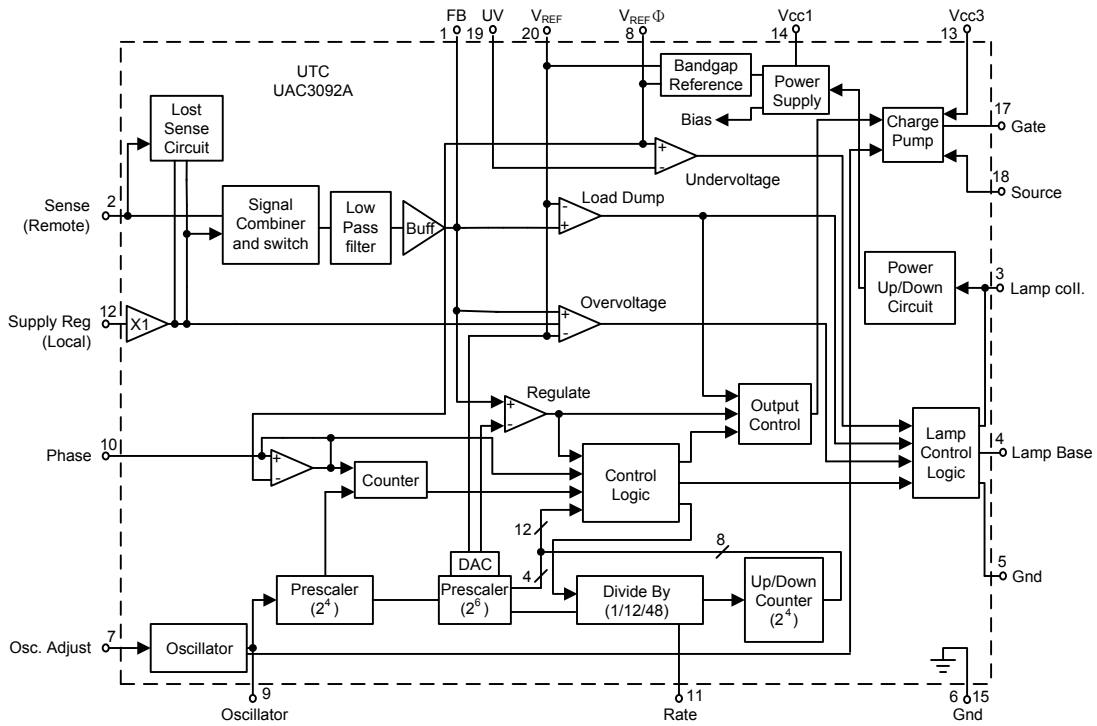 FB
UV
VREF
VREFΦ
Vcc1
Vcc3
1
19
20
8
14
13
UTC
UAC3092A
Bandgap
Reference
Power
Supply
Bias
Charge
Pump
17
Gate
18
Source
Lost
Sense
Circuit
+
-
Undervoltage
Sense
(Remote)
2
Signal
Combiner
and switch
Low
Pass
filter
Buff
Load Dump
-
+
Power
Up/Down
Circuit
3
Lamp coll.
Supply Reg
(Local)
12
X1
Overvoltage
+
-
Regulate
+
-
Output
Control
Phase
10
+
-
Counter
Control
Logic
Lamp
Control
Logic
4
Lamp Base
12
8
4
DAC
Prescaler
(2⁴)
Prescaler
(2⁶)
Divide By
(1/12/48)
Up/Down
Counter
(2⁴)
5
Gnd
Osc. Adjust
7
Oscillator
9
Oscillator
11
Rate
6 15
Gnd